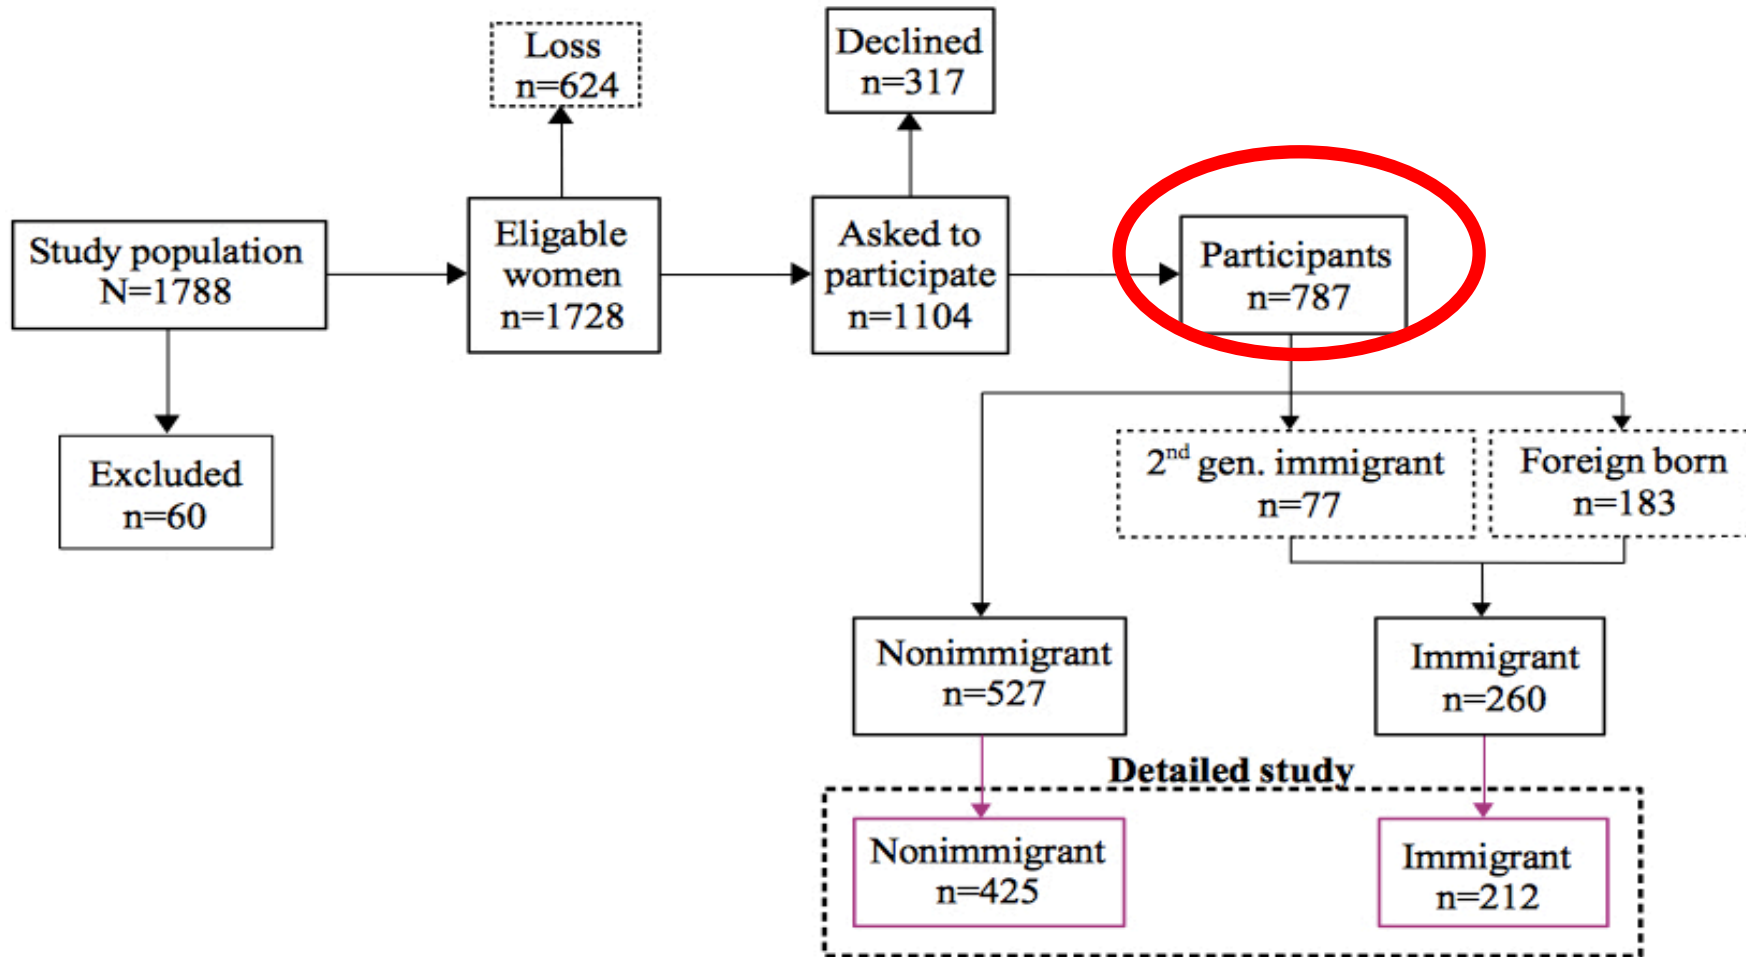 Loss
n=624
Declined
n=317
Study population
N=1788
Eligable
women
n=1728
Asked to
participate
n=1104
Participants
n=787
Excluded
n=60
2nd gen. immigrant
n=77
Foreign born
n=183
Nonimmigrant
n=527
Immigrant
n=260
Detailed study
Nonimmigrant
n=425
Immigrant
n=212